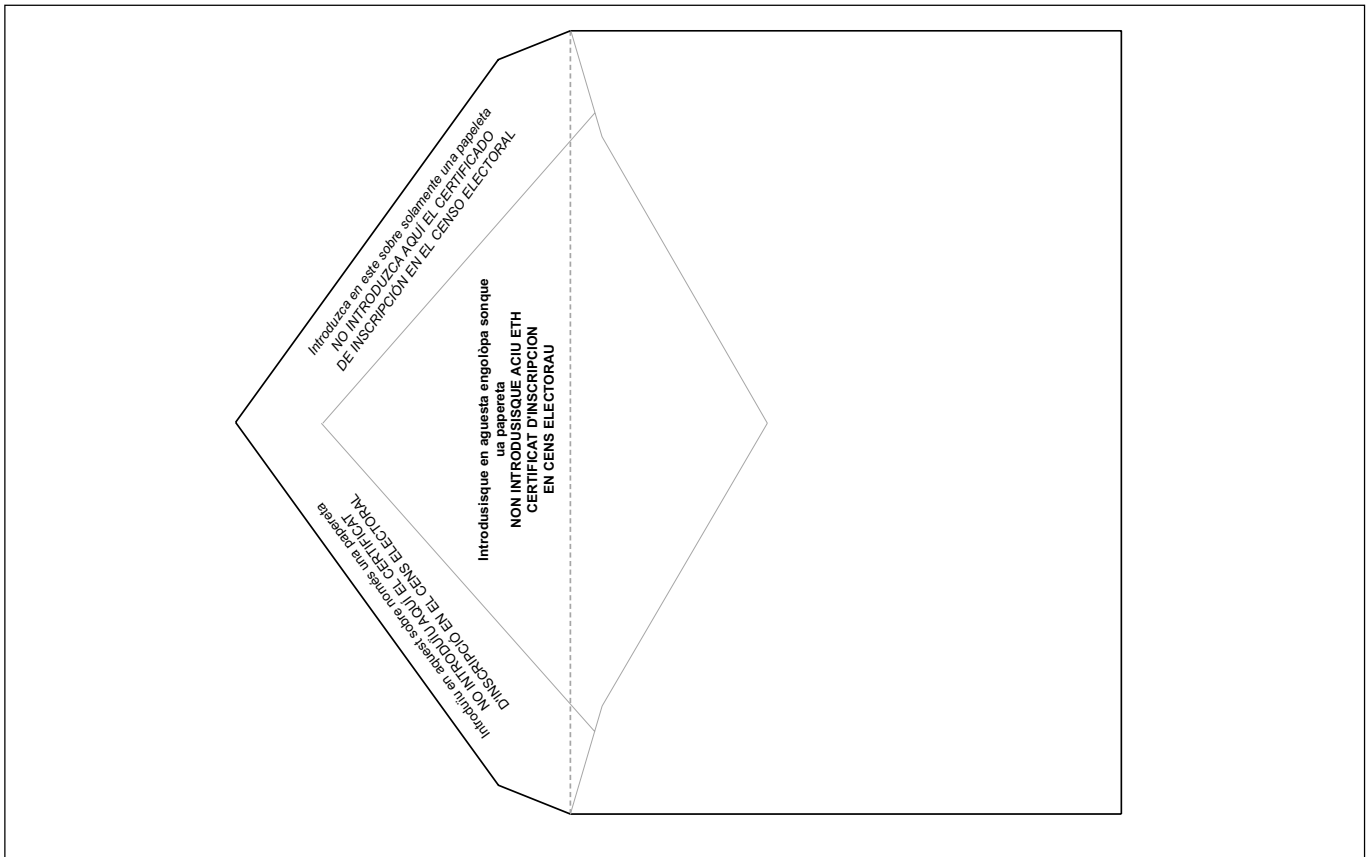 Introduzca en este sobre solamente una papeleta
NO INTRODUZCA AQUÍ EL CERTIFICADO
DE INSCRIPCIÓN EN EL CENSO ELECTORAL
Introdusisque en aguesta engolòpa sonque
ua papereta
NON INTRODUSISQUE ACIU ETH
CERTIFICAT D'INSCRIPCION
EN CENS ELECTORAU
Introduïu en aquest sobre només una papereta
NO INTRODUÏU AQUÍ EL CERTIFICAT
D'INSCRIPCIÓ EN EL CENS ELECTORAL